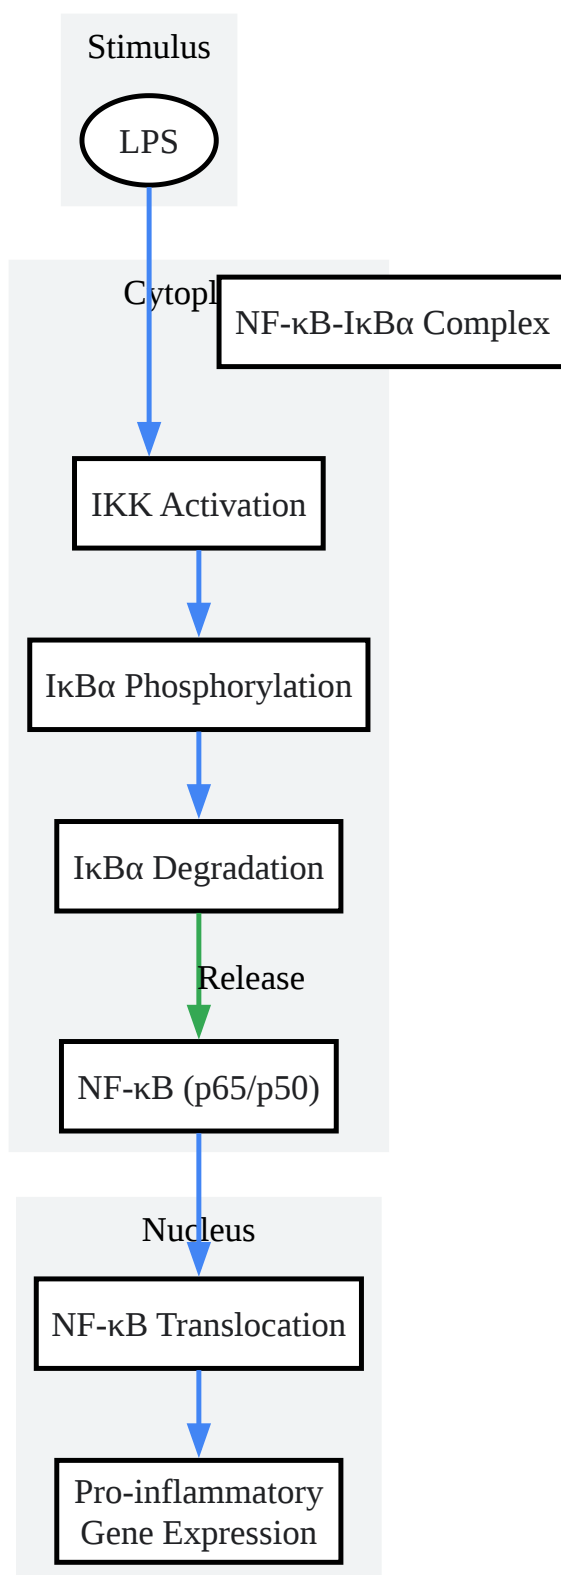 Stimulus
LPS
Cytopl
NF-κB-IκBα Complex
IKK Activation
IκBα Phosphorylation
IκBα Degradation
Release
NF-κB (p65/p50)
Nucleus
NF-κB Translocation
Pro-inflammatory
Gene Expression